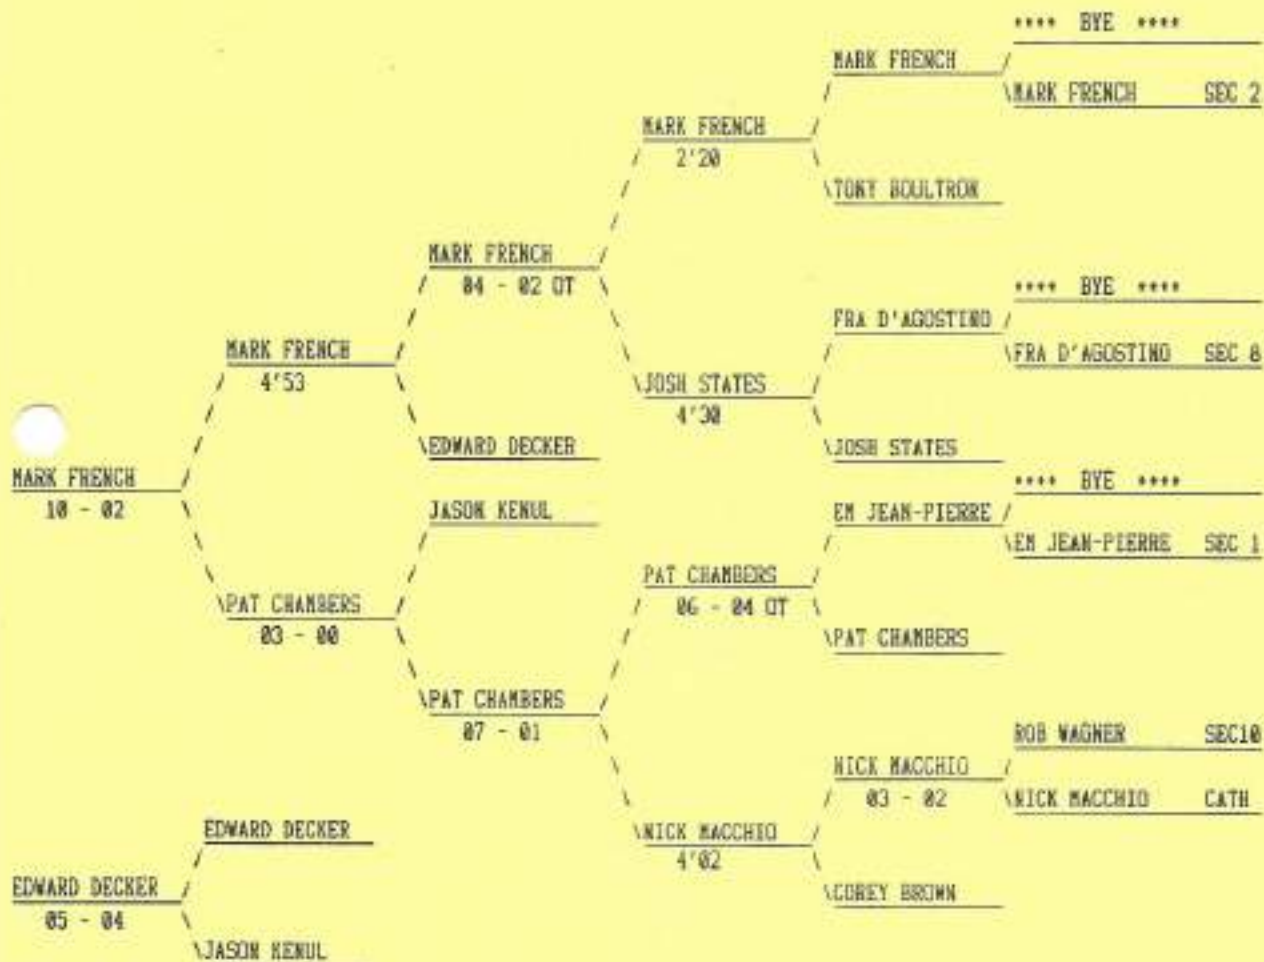 **** BYE ****
MARK FRENCH
MARK FRENCH SEC 2
MARK FRENCH
2'20
TONY BOULTRON
MARK FRENCH
04 - 02 OT
**** BYE ****
FRA D'AGOSTINO
FRA D'AGOSTINO SEC 8
MARK FRENCH
4'53
JOSH STATES
4'30
EDWARD DECKER
JOSH STATES
MARK FRENCH
10 - 02
**** BYE ****
JASON KENUL
EM JEAN-PIERRE
EM JEAN-PIERRE SEC 1
PAT CHAMBERS
06 - 04 OT
PAT CHAMBERS
03 - 00
PAT CHAMBERS
PAT CHAMBERS
07 - 01
ROB WAGNER SEC10
NICK MACCHIO
03 - 02
NICK MACCHIO CATH
EDWARD DECKER
NICK MACCHIO
4'02
EDWARD DECKER
05 - 04
COREY BROWN
JASON KENUL